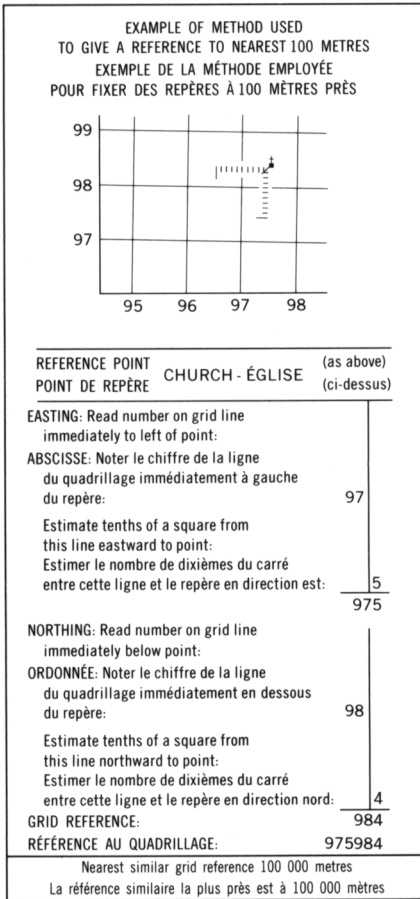 EXAMPLE OF METHOD USED
TO GIVE A REFERENCE TO NEAREST 100 METRES
EXEMPLE DE LA MÉTHODE EMPLOYÉE
POUR FIXER DES REPÈRES À 100 MÈTRES PRÈS
99
98
97
95 96 97 98
REFERENCE POINT
POINT DE REPÈRE
CHURCH - ÉGLISE
(as above)
(ci-dessus)
EASTING: Read number on grid line
immediately to left of point:
ABSCISSE: Noter le chiffre de la ligne
du quadrillage immédiatement à gauche
du repère: 97
Estimate tenths of a square from
this line eastward to point:
Estimer le nombre de dixièmes du carré
entre cette ligne et le repère en direction est: 5
975
NORTHING: Read number on grid line
immediately below point:
ORDONNÉE: Noter le chiffre de la ligne
du quadrillage immédiatement en dessous
du repère: 98
Estimate tenths of a square from
this line northward to point:
Estimer le nombre de dixièmes du carré
entre cette ligne et le repère en direction nord: 4
GRID REFERENCE: 984
RÉFÉRENCE AU QUADRILLAGE: 975984
Nearest similar grid reference 100 000 metres
La référence similaire la plus près est à 100 000 mètres